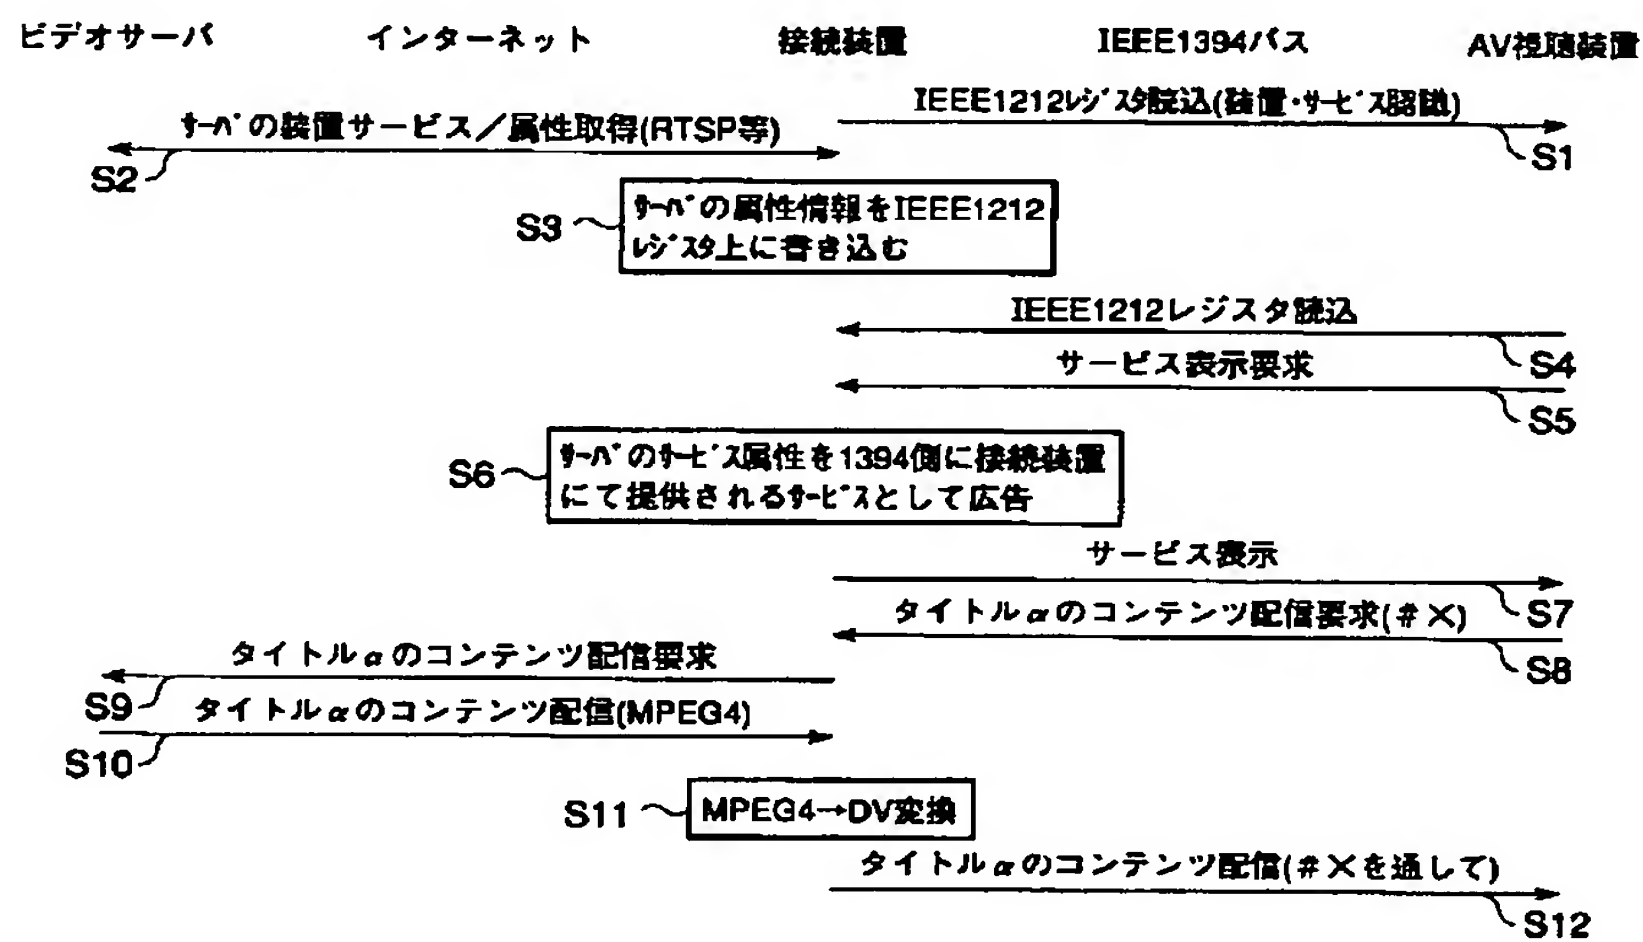 ビデオサーバ
インターネット
接続装置
IEEE1394バス
AV視聴装置
IEEE1212ﾚｼﾞｽﾀ読込(装置・ｻｰﾋﾞｽ認識)
S1
ｻｰﾊﾞの装置サービス／属性取得(RTSP等)
S2
S3
ｻｰﾊﾞの属性情報をIEEE1212
ﾚｼﾞｽﾀ上に書き込む
IEEE1212レジスタ読込
S4
サービス表示要求
S5
S6
ｻｰﾊﾞのｻｰﾋﾞｽ属性を1394側に接続装置
にて提供されるｻｰﾋﾞｽとして広告
サービス表示
S7
タイトルαのコンテンツ配信要求(#X)
S8
タイトルαのコンテンツ配信要求
S9
タイトルαのコンテンツ配信(MPEG4)
S10
S11
MPEG4→DV変換
タイトルαのコンテンツ配信(#Xを通して)
S12